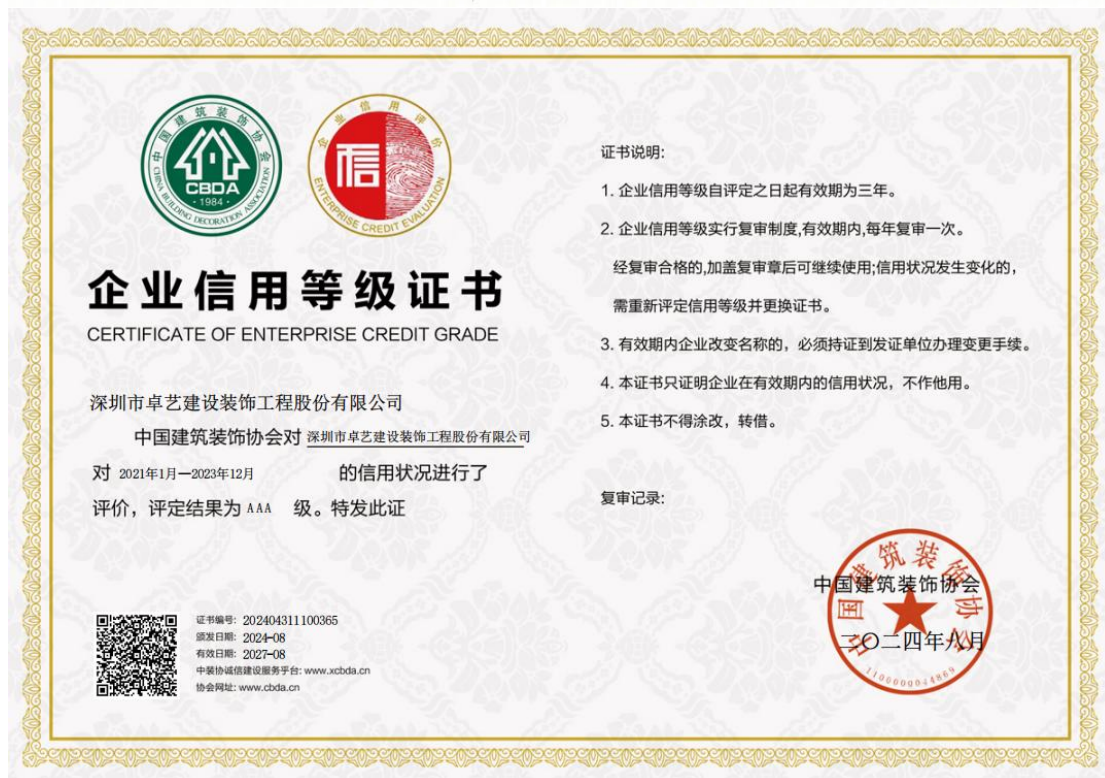 中国建筑装饰协会
CBDA
·1984·
CHINA BUILDING DECORATION ASSOCIATION
企业信用评价
信
ENTERPRISE CREDIT EVALUATION
企业信用等级证书
CERTIFICATE OF ENTERPRISE CREDIT GRADE
深圳市卓艺建设装饰工程股份有限公司
中国建筑装饰协会对 深圳市卓艺建设装饰工程股份有限公司
对 2021年1月—2023年12月 的信用状况进行了
评价，评定结果为 AAA 级。特发此证
证书编号: 202404311100365
颁发日期: 2024-08
有效日期: 2027-08
中装协诚信建设服务平台: www.xcbda.cn
协会网址: www.cbda.cn
证书说明:
1. 企业信用等级自评定之日起有效期为三年。
2. 企业信用等级实行复审制度,有效期内,每年复审一次。
经复审合格的,加盖复审章后可继续使用;信用状况发生变化的,
需重新评定信用等级并更换证书。
3. 有效期内企业改变名称的，必须持证到发证单位办理变更手续。
4. 本证书只证明企业在有效期内的信用状况，不作他用。
5. 本证书不得涂改，转借。
复审记录:
中国建筑装饰协会
中国建筑装饰协会
二〇二四年八月